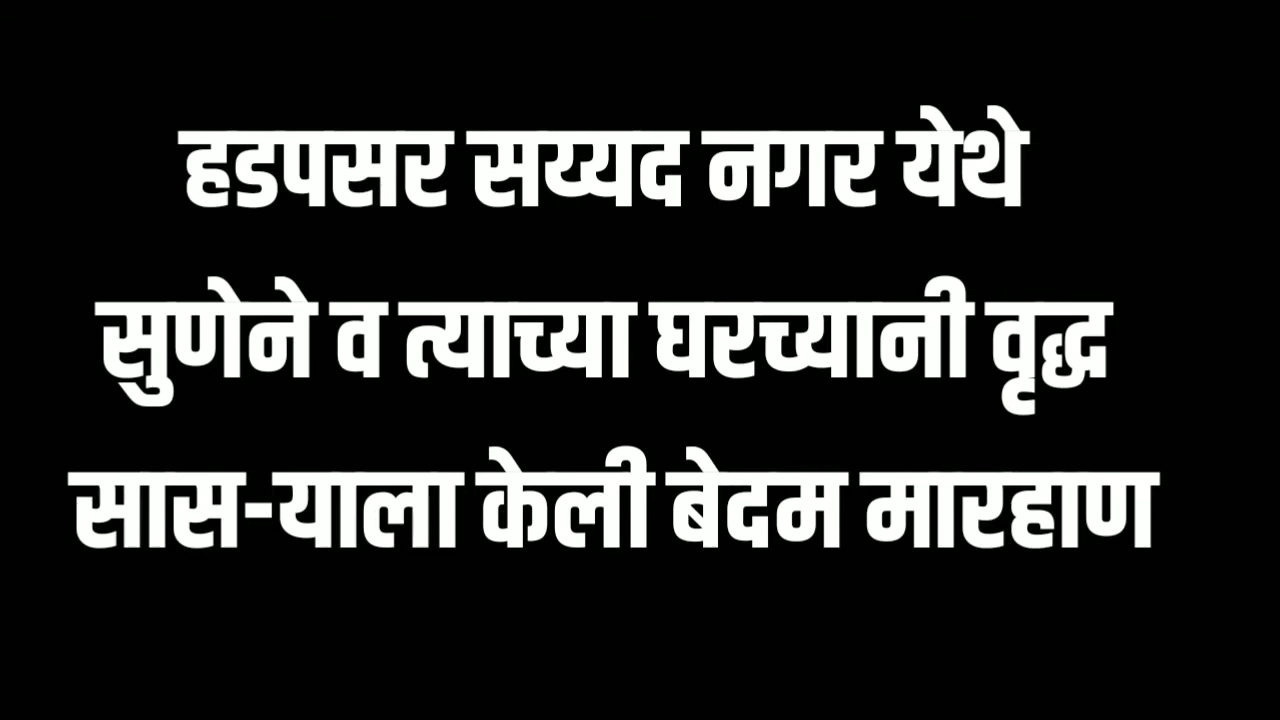 हडपसर सय्यद नगर येथे
सुणेने व त्याच्या घरच्यानी वृद्ध
सास-याला केली बेदम मारहाण